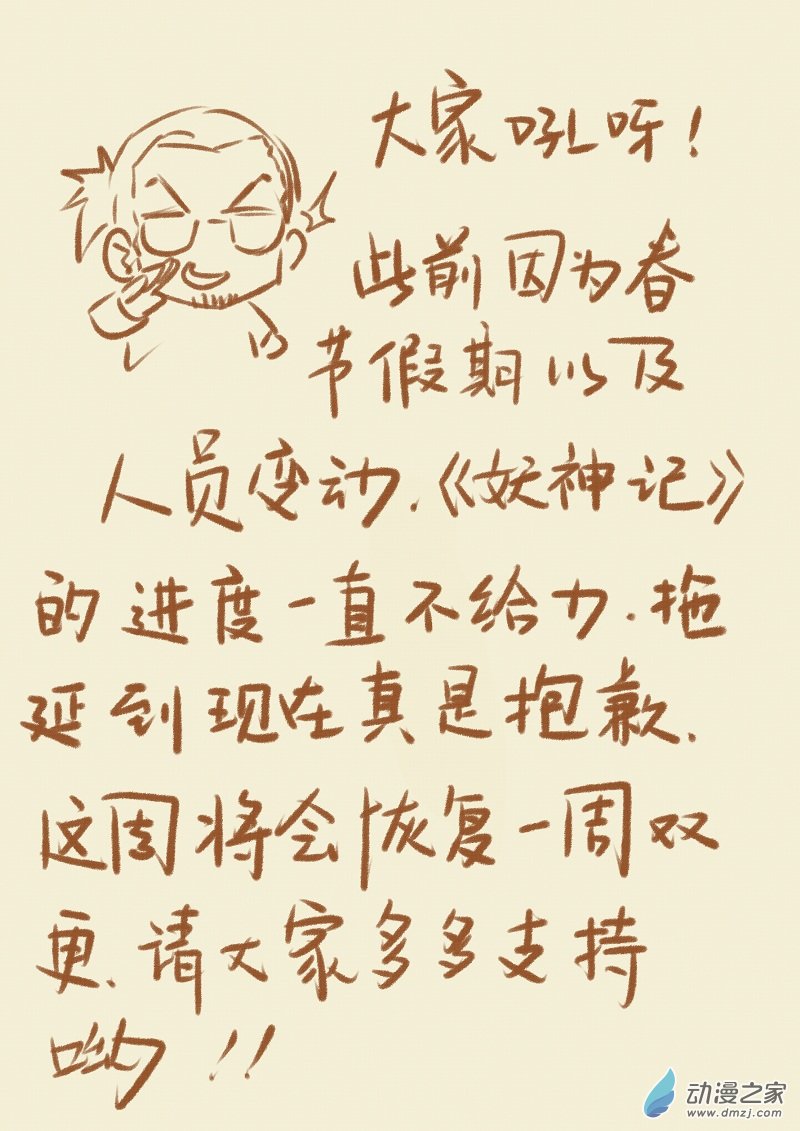 大家吼呀！
此前因为春
节假期以及
人员变动.《妖神记》
的进度一直不给力.拖
延到现在真是抱歉.
这周将会恢复一周双
更.请大家多多支持
呦!!
动漫之家
www.dmzj.com